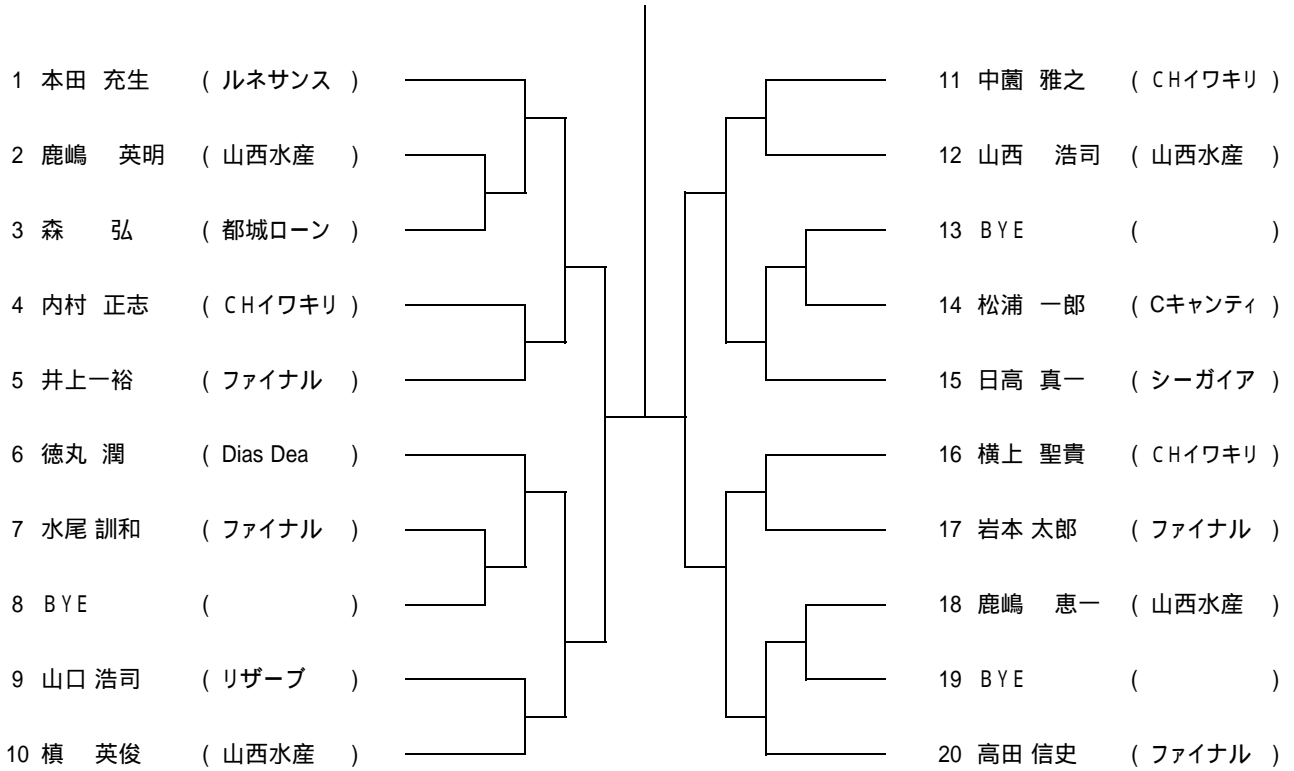 1 本田 充生 ( ルネサンス )
2 鹿嶋 英明 ( 山西水産 )
3 森 弘 ( 都城ローン )
4 内村 正志 ( CHイワキリ )
5 井上一裕 ( ファイナル )
6 徳丸 潤 ( Dias Dea )
7 水尾 訓和 ( ファイナル )
8 BYE ( )
9 山口 浩司 ( リザーブ )
10 槙 英俊 ( 山西水産 )
11 中薗 雅之 ( CHイワキリ )
12 山西 浩司 ( 山西水産 )
13 BYE ( )
14 松浦 一郎 ( Cキャンティ )
15 日高 真一 ( シーガイア )
16 横上 聖貴 ( CHイワキリ )
17 岩本 太郎 ( ファイナル )
18 鹿嶋 恵一 ( 山西水産 )
19 BYE ( )
20 高田 信史 ( ファイナル )